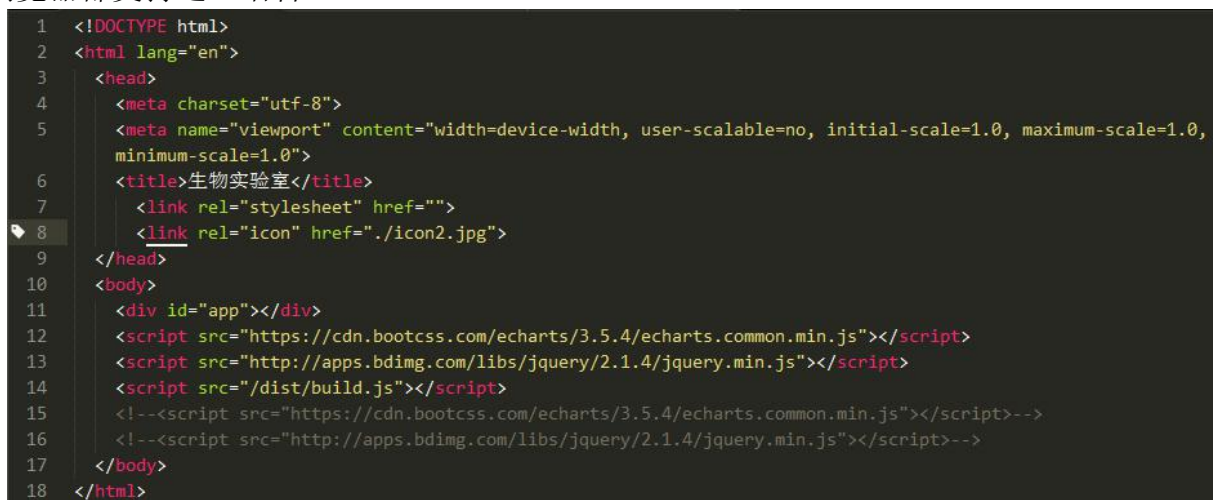 1 <!DOCTYPE html>
2 <html lang="en">
3 <head>
4 <meta charset="utf-8">
5 <meta name="viewport" content="width=device-width, user-scalable=no, initial-scale=1.0, maximum-scale=1.0,
minimum-scale=1.0">
6 <title>生物实验室</title>
7 <link rel="stylesheet" href="">
8 <link rel="icon" href="./icon2.jpg">
9 </head>
10 <body>
11 <div id="app"></div>
12 <script src="https://cdn.bootcss.com/echarts/3.5.4/echarts.common.min.js"></script>
13 <script src="http://apps.bdimg.com/libs/jquery/2.1.4/jquery.min.js"></script>
14 <script src="/dist/build.js"></script>
15 <!--<script src="https://cdn.bootcss.com/echarts/3.5.4/echarts.common.min.js"></script>-->
16 <!--<script src="http://apps.bdimg.com/libs/jquery/2.1.4/jquery.min.js"></script>-->
17 </body>
18 </html>